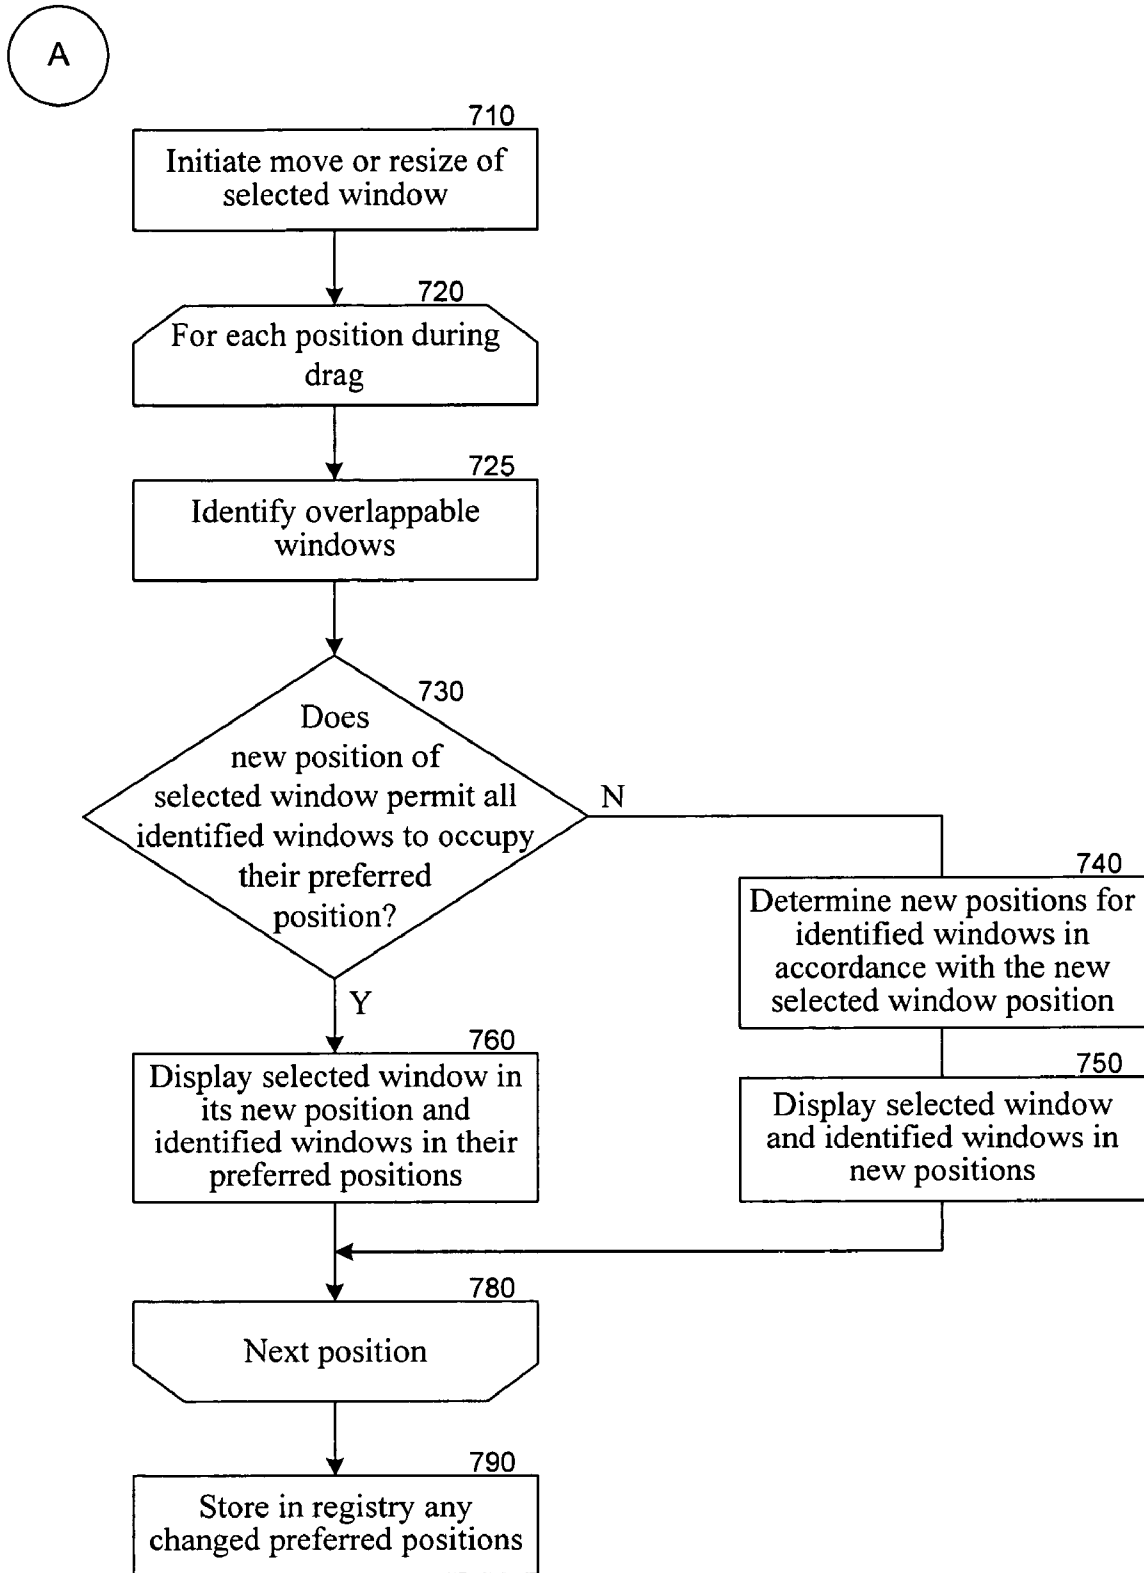 A
710
Initiate move or resize of
selected window
720
For each position during
drag
725
Identify overlappable
windows
730
Does
new position of
selected window permit all
identified windows to occupy
their preferred
position?
N
Y
740
Determine new positions for
identified windows in
accordance with the new
selected window position
750
Display selected window
and identified windows in
new positions
760
Display selected window in
its new position and
identified windows in their
preferred positions
780
Next position
790
Store in registry any
changed preferred positions